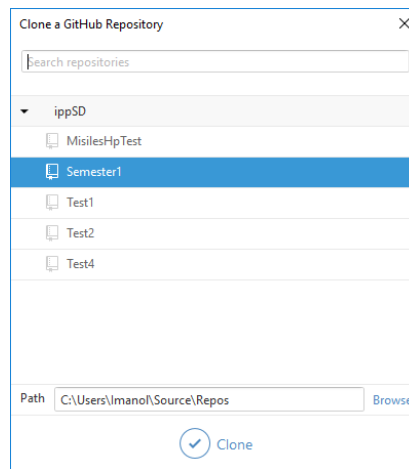 Clone a GitHub Repository
Search repositories
ippSD
MisilesHpTest
Semester1
Test1
Test2
Test4
Path C:\Users\Imanol\Source\Repos Browse
Clone